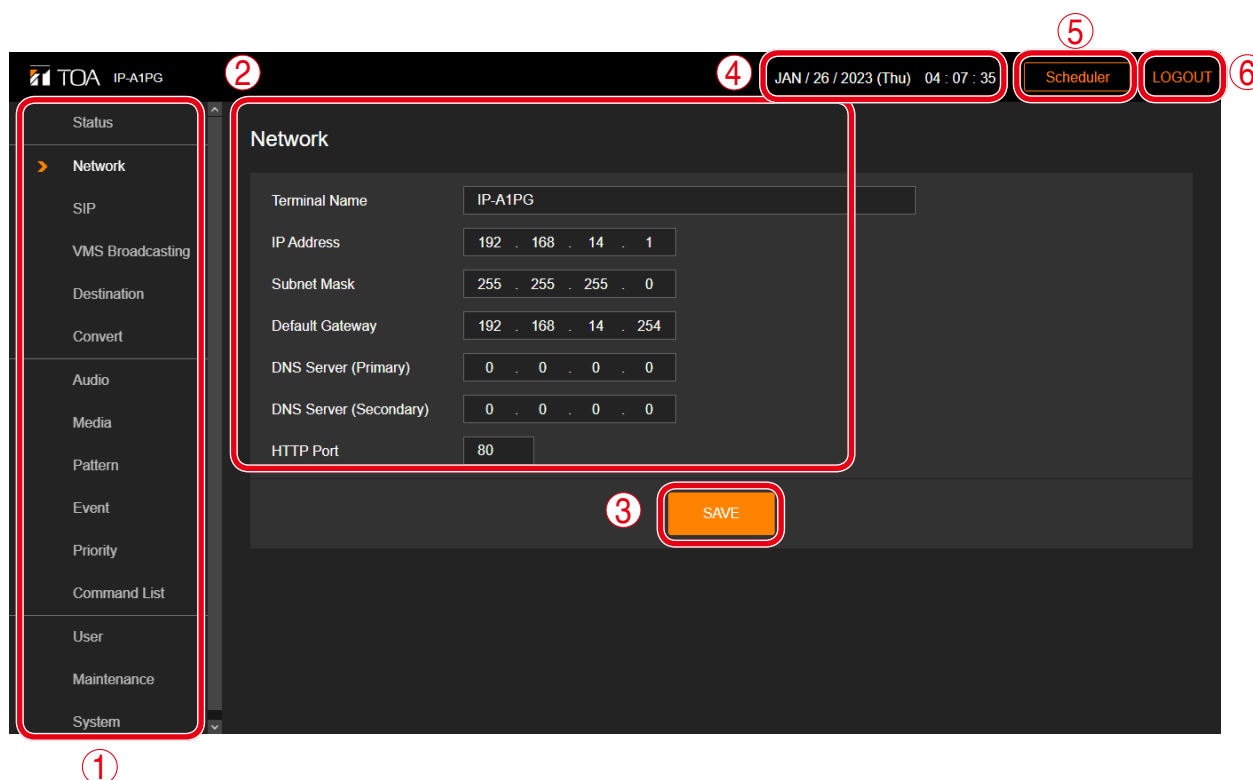 ⑤
TOA IP-A1PG
②
④
JAN / 26 / 2023 (Thu) 04 : 07 : 35
Scheduler
LOGOUT
⑥
Status
Network
SIP
VMS Broadcasting
Destination
Convert
Audio
Media
Pattern
Event
Priority
Command List
User
Maintenance
System
①
Network
Terminal Name IP-A1PG
IP Address 192 . 168 . 14 . 1
Subnet Mask 255 . 255 . 255 . 0
Default Gateway 192 . 168 . 14 . 254
DNS Server (Primary) 0 . 0 . 0 . 0
DNS Server (Secondary) 0 . 0 . 0 . 0
HTTP Port 80
③
SAVE